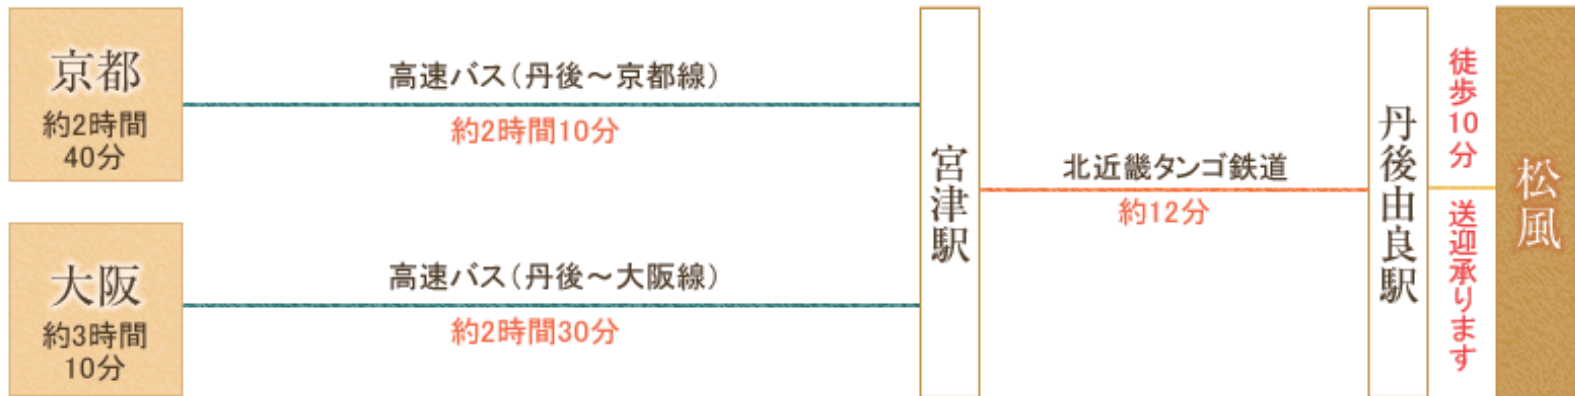 京都
約2時間
40分
高速バス（丹後～京都線）
約2時間10分
大阪
約3時間
10分
高速バス（丹後～大阪線）
約2時間30分
宮津駅
北近畿タンゴ鉄道
約12分
丹後由良駅
徒歩10分
送迎承ります
松風